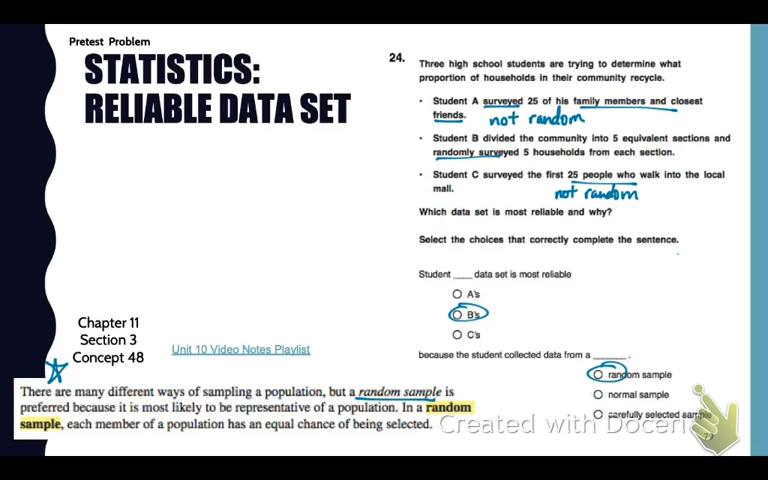 Pretest Problem
STATISTICS:
RELIABLE DATA SET
24.
Three high school students are trying to determine what
proportion of households in their community recycle.
• Student A surveyed 25 of his family members and closest
friends. not random
• Student B divided the community into 5 equivalent sections and
randomly surveyed 5 households from each section.
• Student C surveyed the first 25 people who walk into the local
mall. not random
Which data set is most reliable and why?
Select the choices that correctly complete the sentence.
Student ____ data set is most reliable
A's
B's
C's
because the student collected data from a _______.
random sample
normal sample
carefully selected sample
Chapter 11
Section 3
Concept 48
Unit 10 Video Notes Playlist
There are many different ways of sampling a population, but a random sample is
preferred because it is most likely to be representative of a population. In a random
sample, each member of a population has an equal chance of being selected.
Created with Doceri